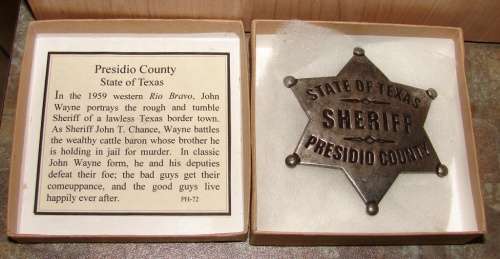 Presidio County
State of Texas
In the 1959 western Rio Bravo, John
Wayne portrays the rough and tumble
Sheriff of a lawless Texas border town.
As Sheriff John T. Chance, Wayne battles
the wealthy cattle baron whose brother he
is holding in jail for murder. In classic
John Wayne form, he and his deputies
defeat their foe; the bad guys get their
comeuppance, and the good guys live
happily ever after. PH-72
STATE OF TEXAS
SHERIFF
PRESIDIO COUNTY